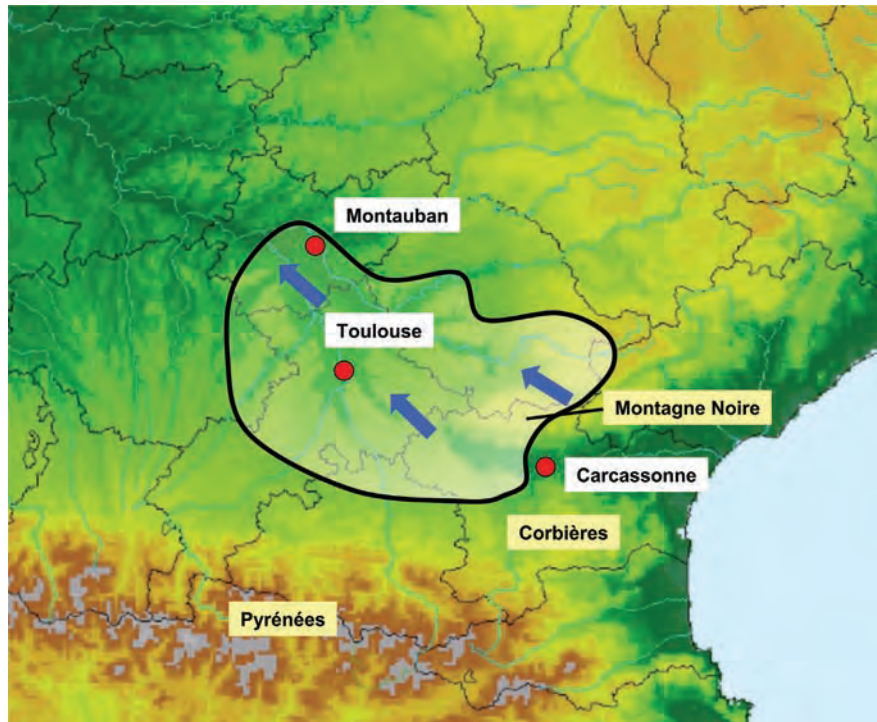 Montauban
Toulouse
Montagne Noire
Carcassonne
Corbières
Pyrénées